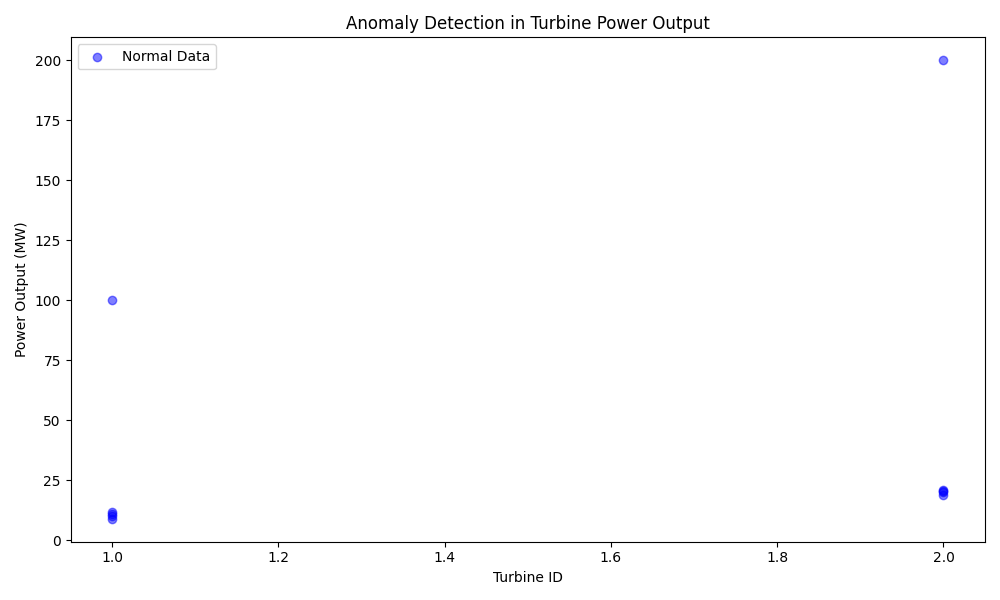 Anomaly Detection in Turbine Power Output
Normal Data
Power Output (MW)
200
175
150
125
100
75
50
25
0
1.0 1.2 1.4 1.6 1.8 2.0
Turbine ID